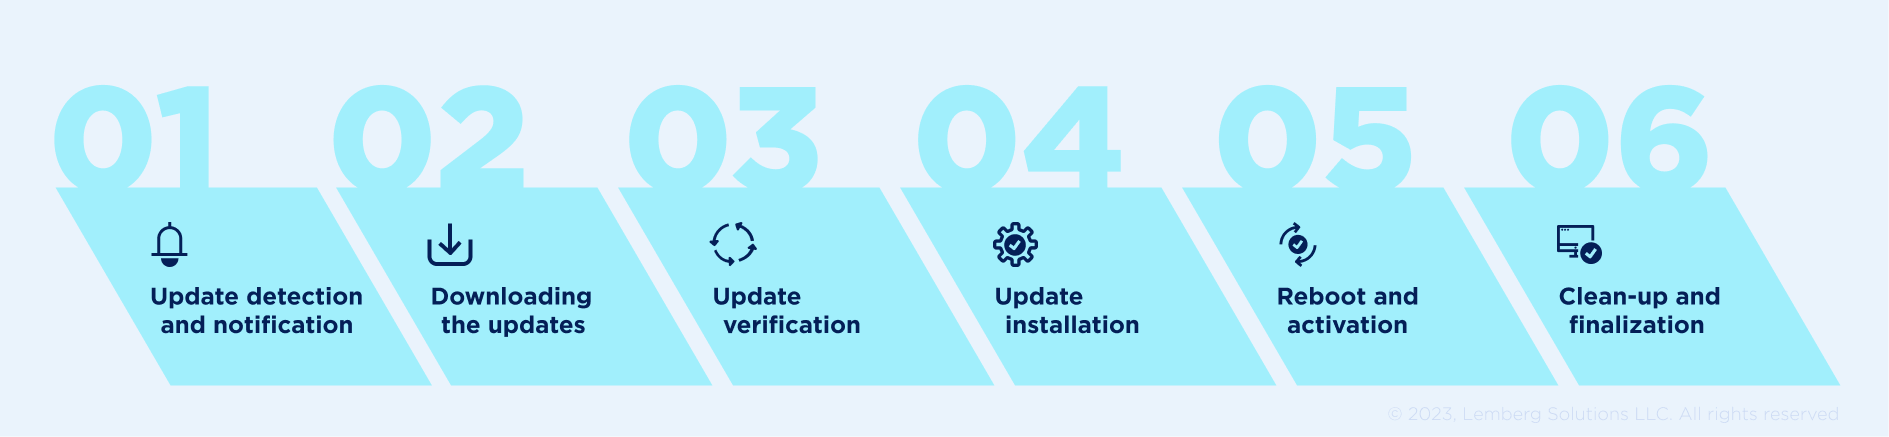 01
02
03
04
05
06
Update detection
and notification
Downloading
the updates
Update
verification
Update
installation
Reboot and
activation
Clean-up and
finalization
© 2023, Lemberg Solutions LLC. All rights reserved